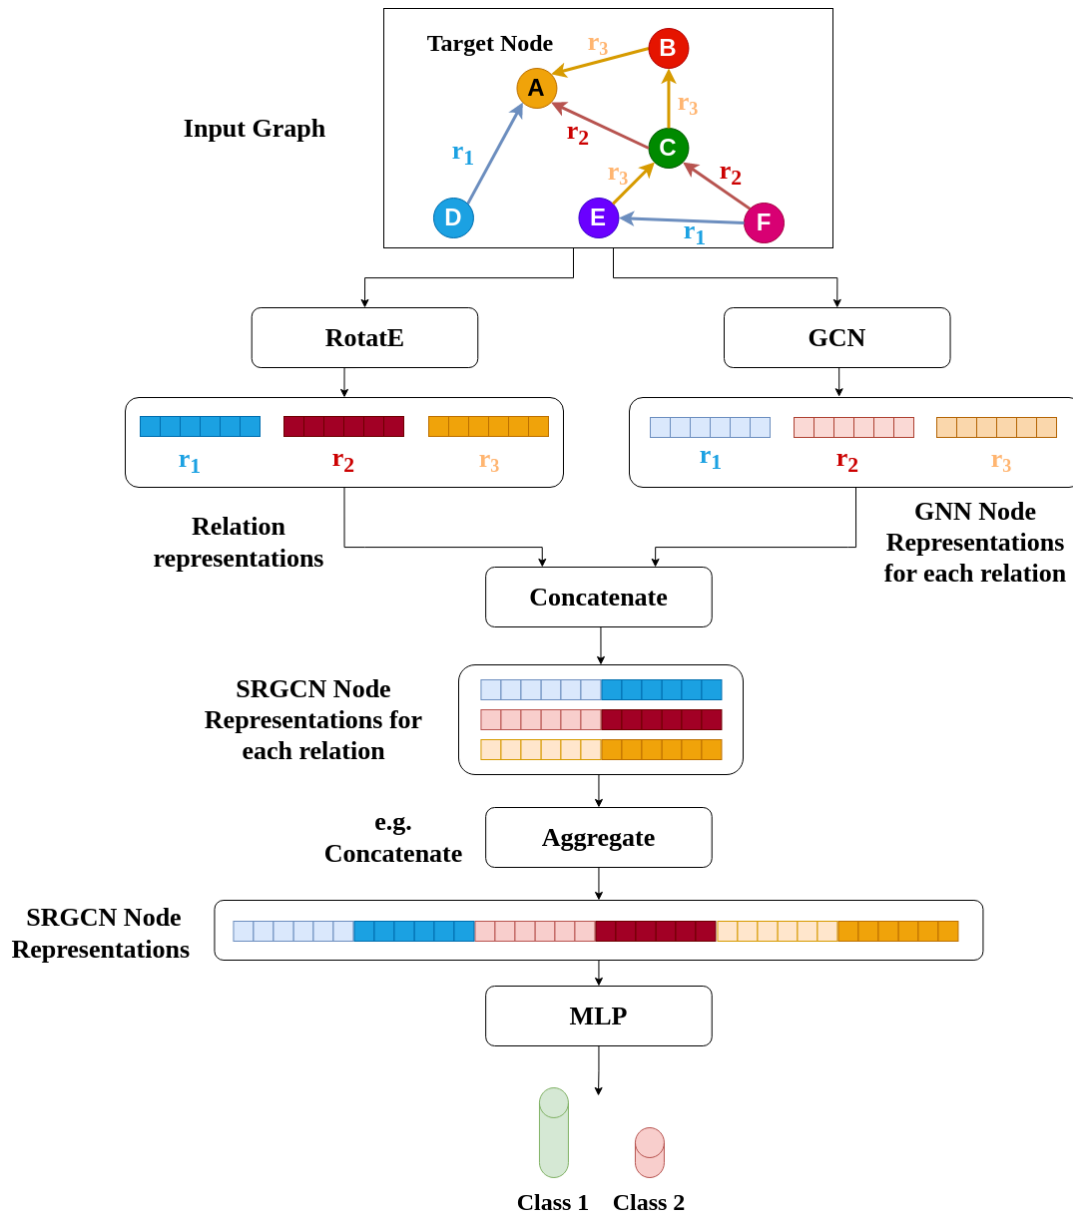 Target Node
r3
B
A
r3
r2
Input Graph
r1
C
r3
r2
D
E
F
r1
RotatE
GCN
r1
r2
r3
r1
r2
r3
Relation
representations
GNN Node
Representations
for each relation
Concatenate
SRGCN Node
Representations for
each relation
e.g.
Concatenate
Aggregate
SRGCN Node
Representations
MLP
Class 1
Class 2